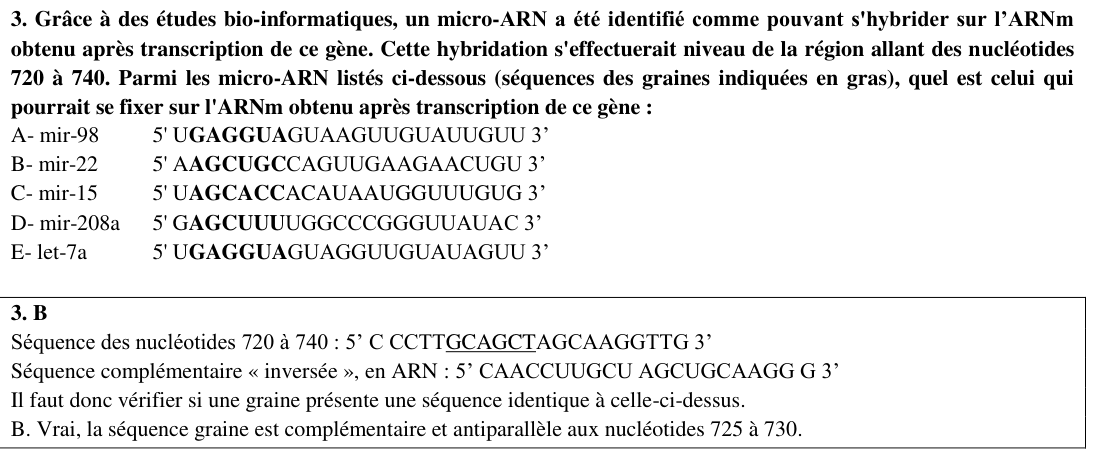 3. Grâce à des études bio-informatiques, un micro-ARN a été identifié comme pouvant s'hybrider sur l’ARNm
obtenu après transcription de ce gène. Cette hybridation s'effectuerait niveau de la région allant des nucléotides
720 à 740. Parmi les micro-ARN listés ci-dessous (séquences des graines indiquées en gras), quel est celui qui
pourrait se fixer sur l'ARNm obtenu après transcription de ce gène :
A- mir-98 5' UGAGGUAGUAAGUUGUAUUGUU 3’
B- mir-22 5' AAGCUGCCAGUUGAAGAACUGU 3’
C- mir-15 5' UAGCACCACAUAAUGGUUUGUG 3’
D- mir-208a 5' GAGCUUUUGGCCCGGGUUAUAC 3’
E- let-7a 5' UGAGGUAGUAGGUUGUAUAGUU 3’
3. B
Séquence des nucléotides 720 à 740 : 5’ C CCTTGCAGCTAGCAAGGTTG 3’
Séquence complémentaire « inversée », en ARN : 5’ CAACCUUGCU AGCUGCAAGG G 3’
Il faut donc vérifier si une graine présente une séquence identique à celle-ci-dessus.
B. Vrai, la séquence graine est complémentaire et antiparallèle aux nucléotides 725 à 730.